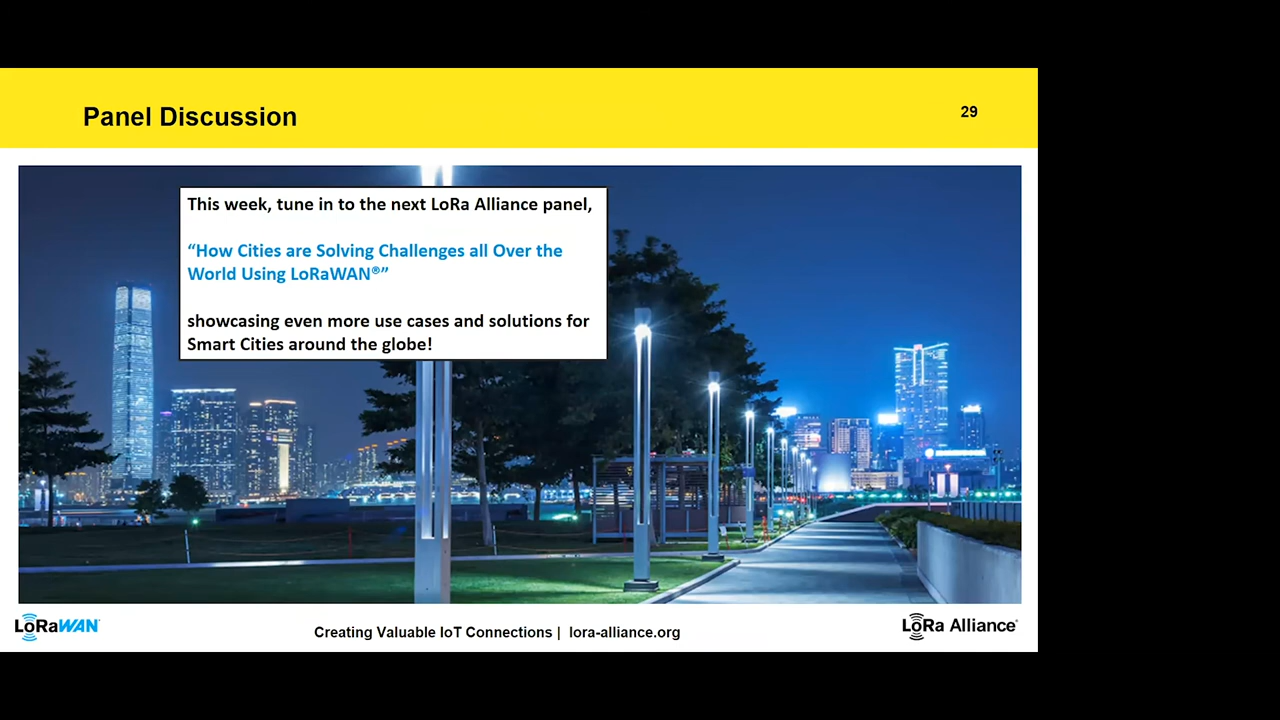 Panel Discussion
29
This week, tune in to the next LoRa Alliance panel,
“How Cities are Solving Challenges all Over the
World Using LoRaWAN®”
showcasing even more use cases and solutions for
Smart Cities around the globe!
LoRaWAN®
Creating Valuable IoT Connections | lora-alliance.org
LoRa Alliance®